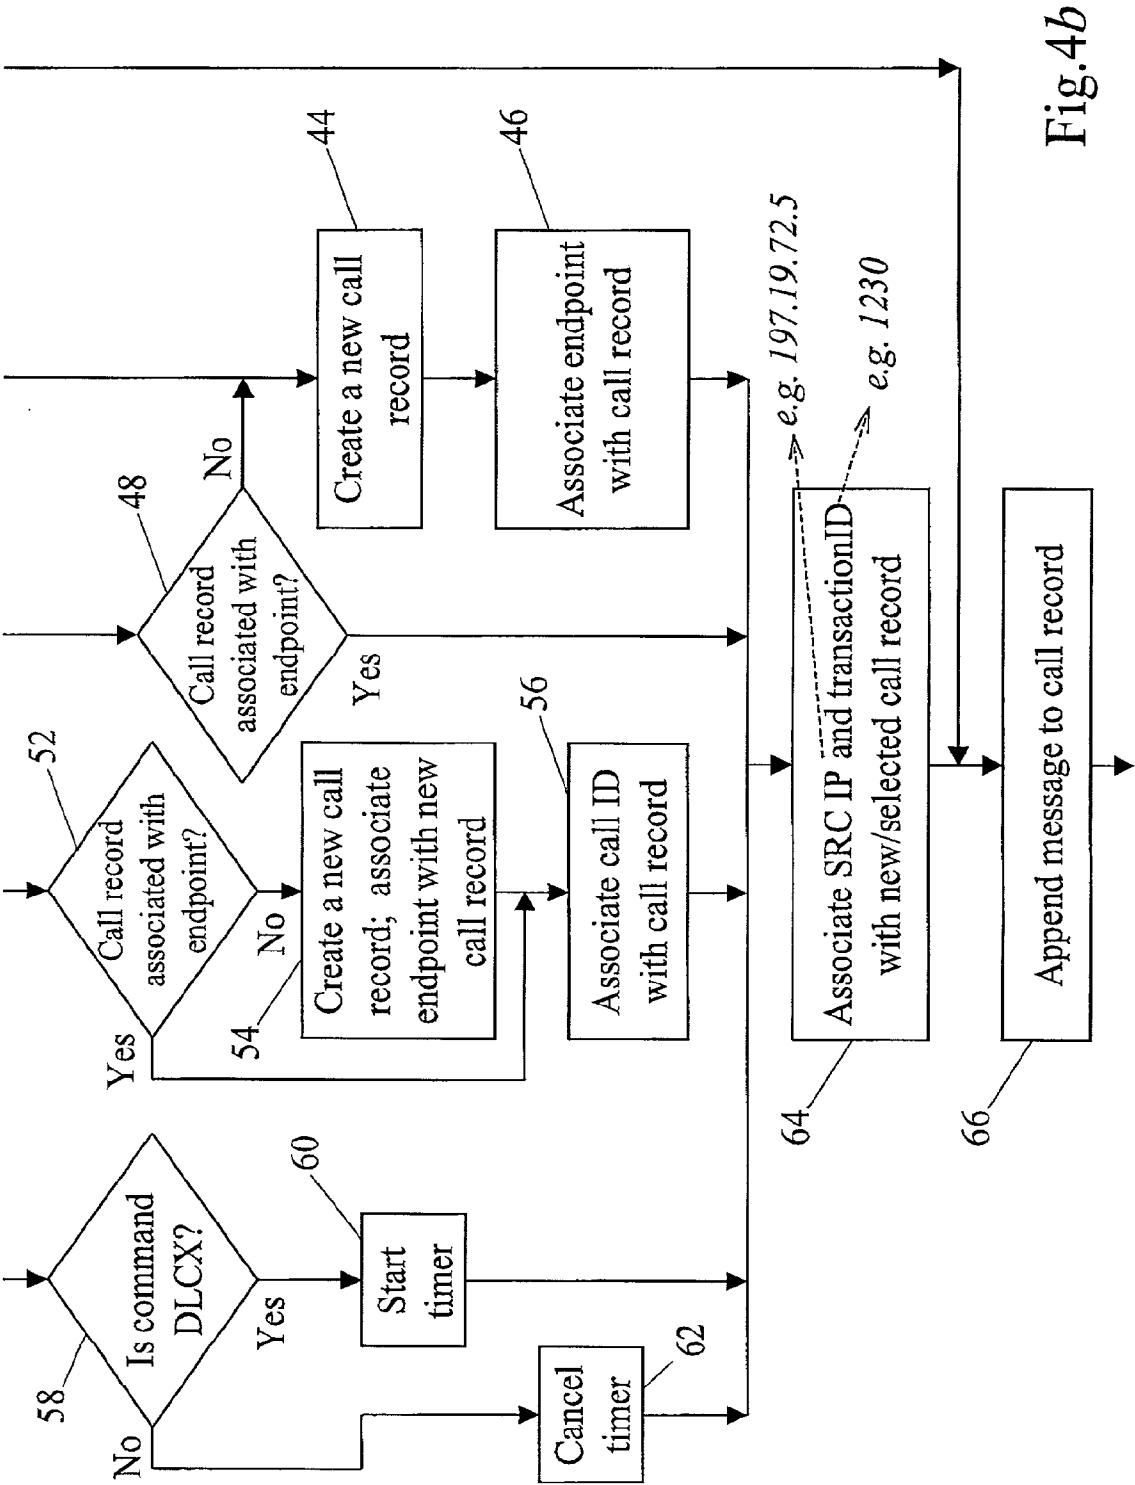 58
Is command
DLCX?
No
Yes
60
Start
timer
62
Cancel
timer
52
Call record
associated with
endpoint?
Yes
No
54
Create a new call
record; associate
endpoint with new
call record
56
Associate call ID
with call record
48
Call record
associated with
endpoint?
No
Yes
44
Create a new call
record
46
Associate endpoint
with call record
64
Associate SRC IP and transactionID
with new/selected call record
e.g. 197.19.72.5
e.g. 1230
66
Append message to call record
Fig.4b